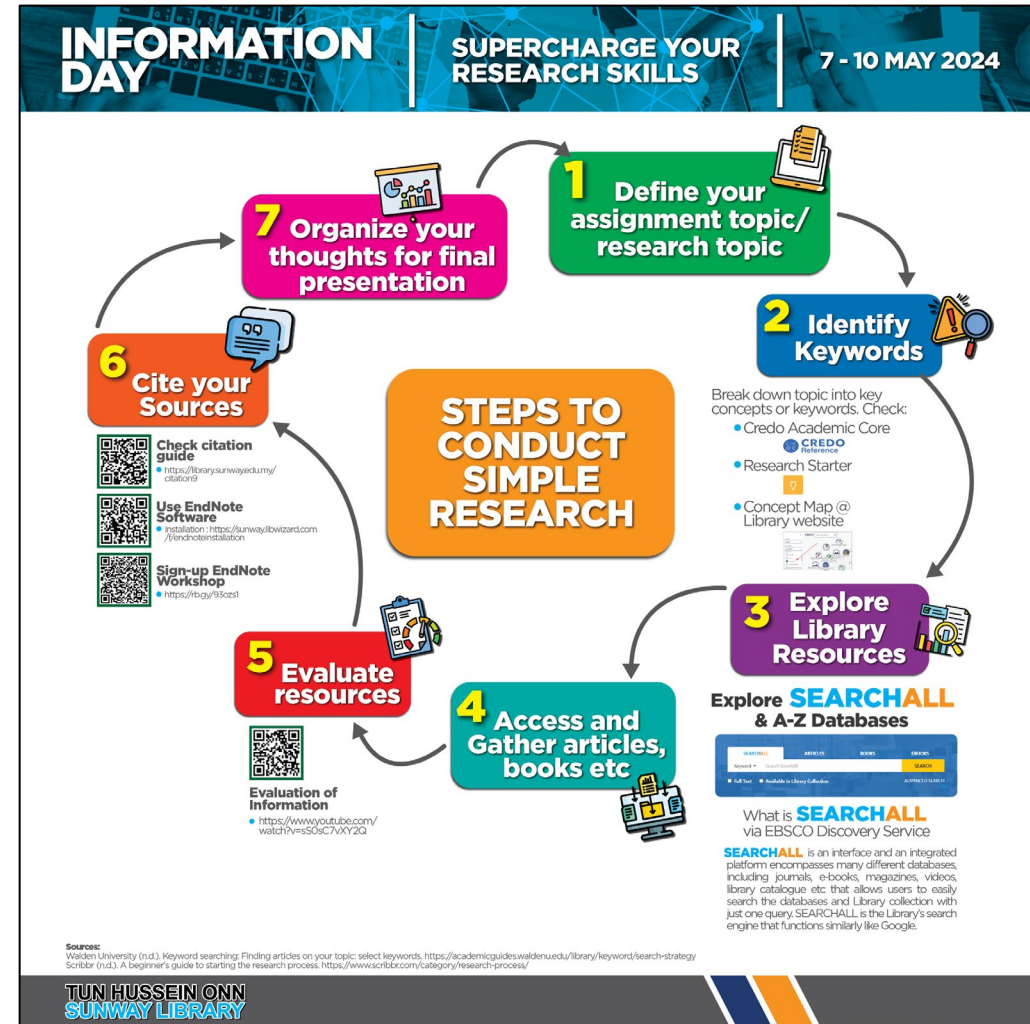 INFORMATION
DAY
SUPERCHARGE YOUR
RESEARCH SKILLS
7 - 10 MAY 2024
1
Define your
assignment topic/
research topic
2
Identify
Keywords
Break down topic into key
concepts or keywords. Check:
• Credo Academic Core
CREDO
Reference
• Research Starter
• Concept Map @
Library website
3
Explore
Library
Resources
Explore SEARCHALL
& A-Z Databases
SEARCHALL ARTICLES BOOKS EBOOKS
Keyword SEARCH
Full Text Available in Library Collection ADVANCED SEARCH
What is SEARCHALL
via EBSCO Discovery Service
SEARCHALL is an interface and an integrated
platform encompasses many different databases,
including journals, e-books, magazines, videos,
library catalogue etc that allows users to easily
search the databases and Library collection with
just one query. SEARCHALL is the Library's search
engine that functions similarly like Google.
4
Access and
Gather articles,
books etc
5
Evaluate
resources
Evaluation of
Information
• https://www.youtube.com/
watch?v=sSOsC7vXY2Q
6
Cite your
Sources
Check citation
guide
• https://library.sunway.edu.my/
citation9
Use EndNote
Software
• Installation : https://sunway.libwizard.com
/f/endnoteinstallation
Sign-up EndNote
Workshop
• https://rb.gy/93ozs1
7
Organize your
thoughts for final
presentation
STEPS TO
CONDUCT
SIMPLE
RESEARCH
Sources:
Walden University (n.d.). Keyword searching: Finding articles on your topic: select keywords. https://academicguides.waldenu.edu/library/keyword/search-strategy
Scribbr (n.d.). A beginner's guide to starting the research process. https://www.scribbr.com/category/research-process/
TUN HUSSEIN ONN
SUNWAY LIBRARY